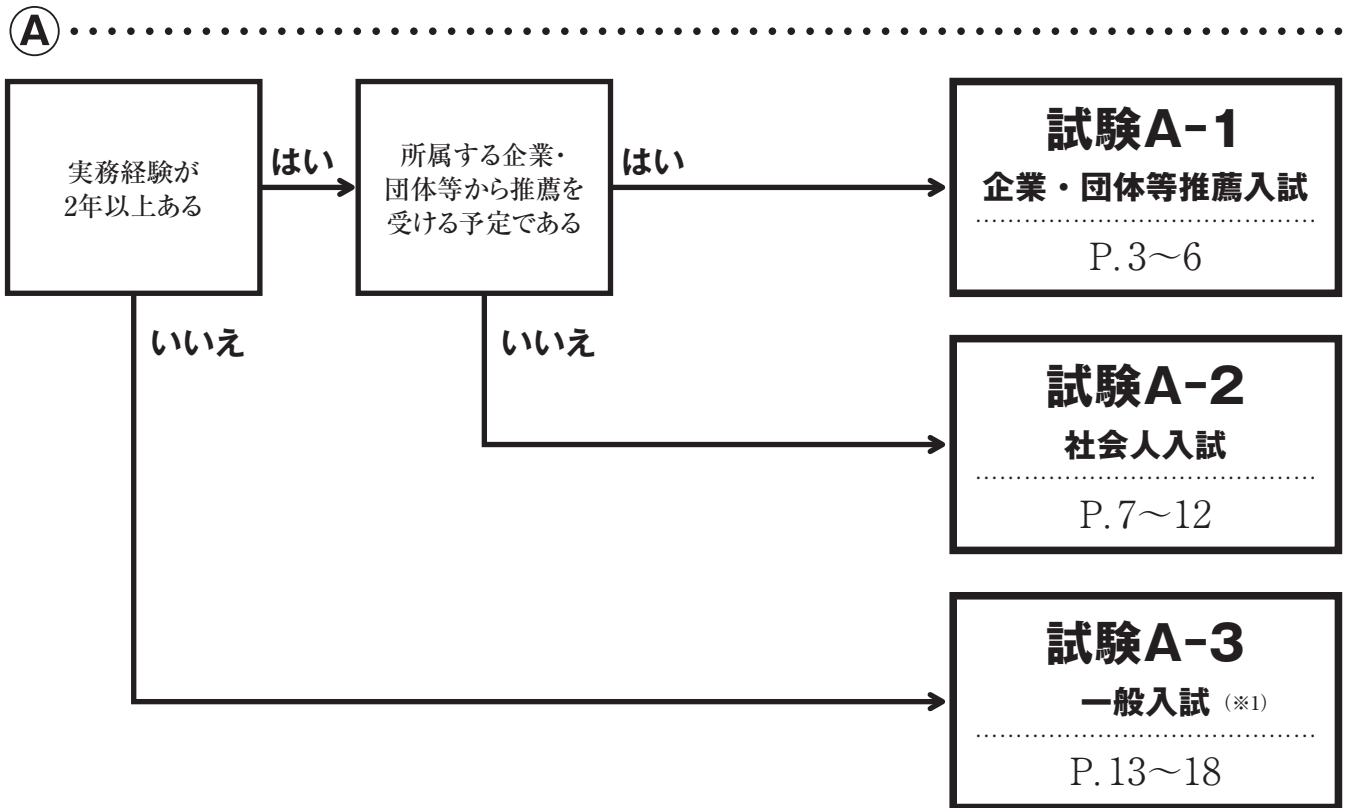 A
実務経験が
2年以上ある
はい
所属する企業・
団体等から推薦を
受ける予定である
はい
試験A-1
企業・団体等推薦入試
P.3〜6
いいえ
いいえ
試験A-2
社会人入試
P.7〜12
試験A-3
一般入試(※1)
P.13〜18